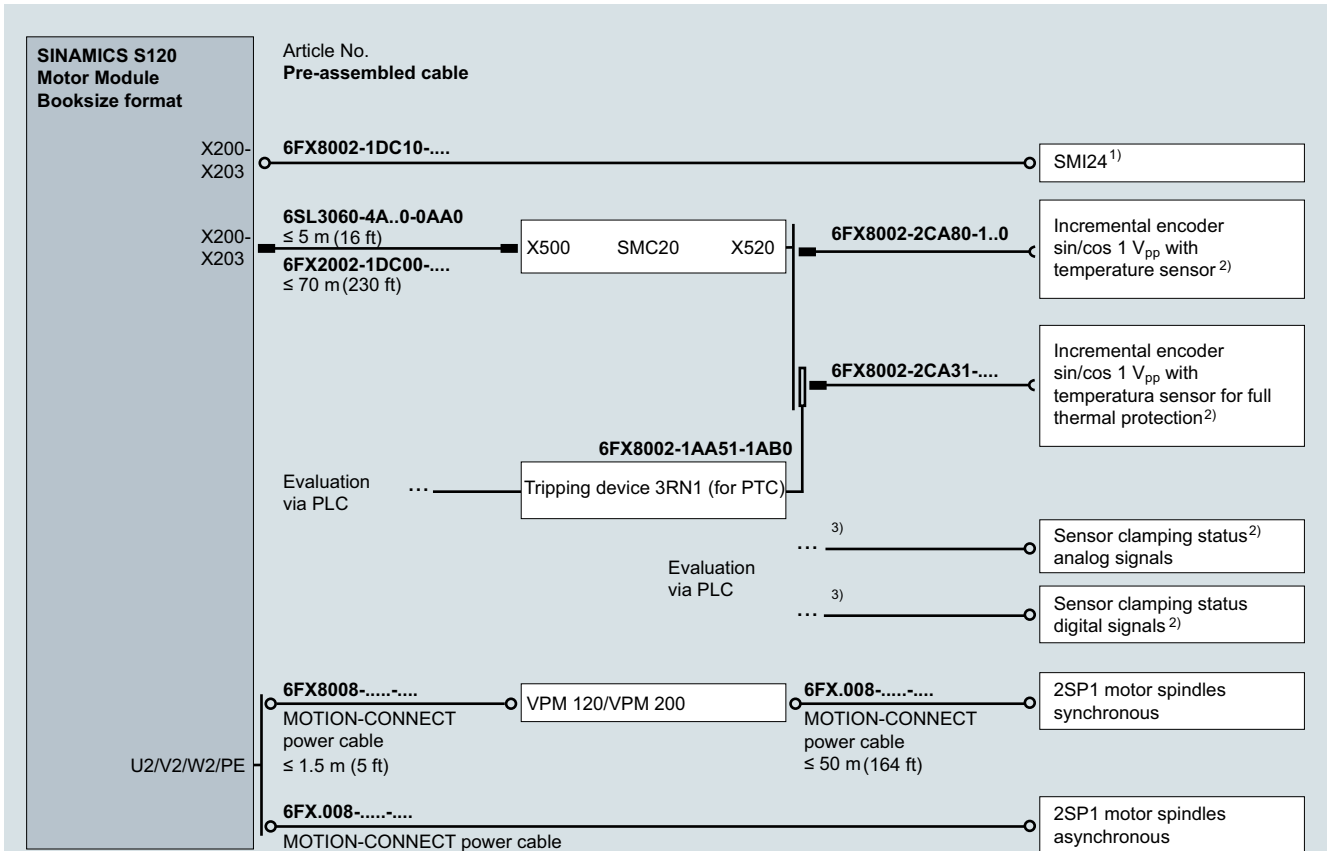 SINAMICS S120
Motor Module
Booksize format
Article No.
Pre-assembled cable
X200-
X203
6FX8002-1DC10-....
SMI24 1)
X200-
X203
6SL3060-4A..0-0AA0
≤ 5 m (16 ft)
6FX2002-1DC00-....
≤ 70 m (230 ft)
X500 SMC20 X520
6FX8002-2CA80-1..0
Incremental encoder
sin/cos 1 Vpp with
temperature sensor 2)
6FX8002-2CA31-....
Incremental encoder
sin/cos 1 Vpp with
temperatura sensor for full
thermal protection 2)
6FX8002-1AA51-1AB0
Evaluation
via PLC
...
Tripping device 3RN1 (for PTC)
Evaluation
via PLC
... 3)
Sensor clamping status 2)
analog signals
... 3)
Sensor clamping status
digital signals 2)
U2/V2/W2/PE
6FX8008-.....-....
MOTION-CONNECT
power cable
≤ 1.5 m (5 ft)
VPM 120/VPM 200
6FX.008-.....-....
MOTION-CONNECT
power cable
≤ 50 m (164 ft)
2SP1 motor spindles
synchronous
6FX.008-.....-....
MOTION-CONNECT power cable
2SP1 motor spindles
asynchronous